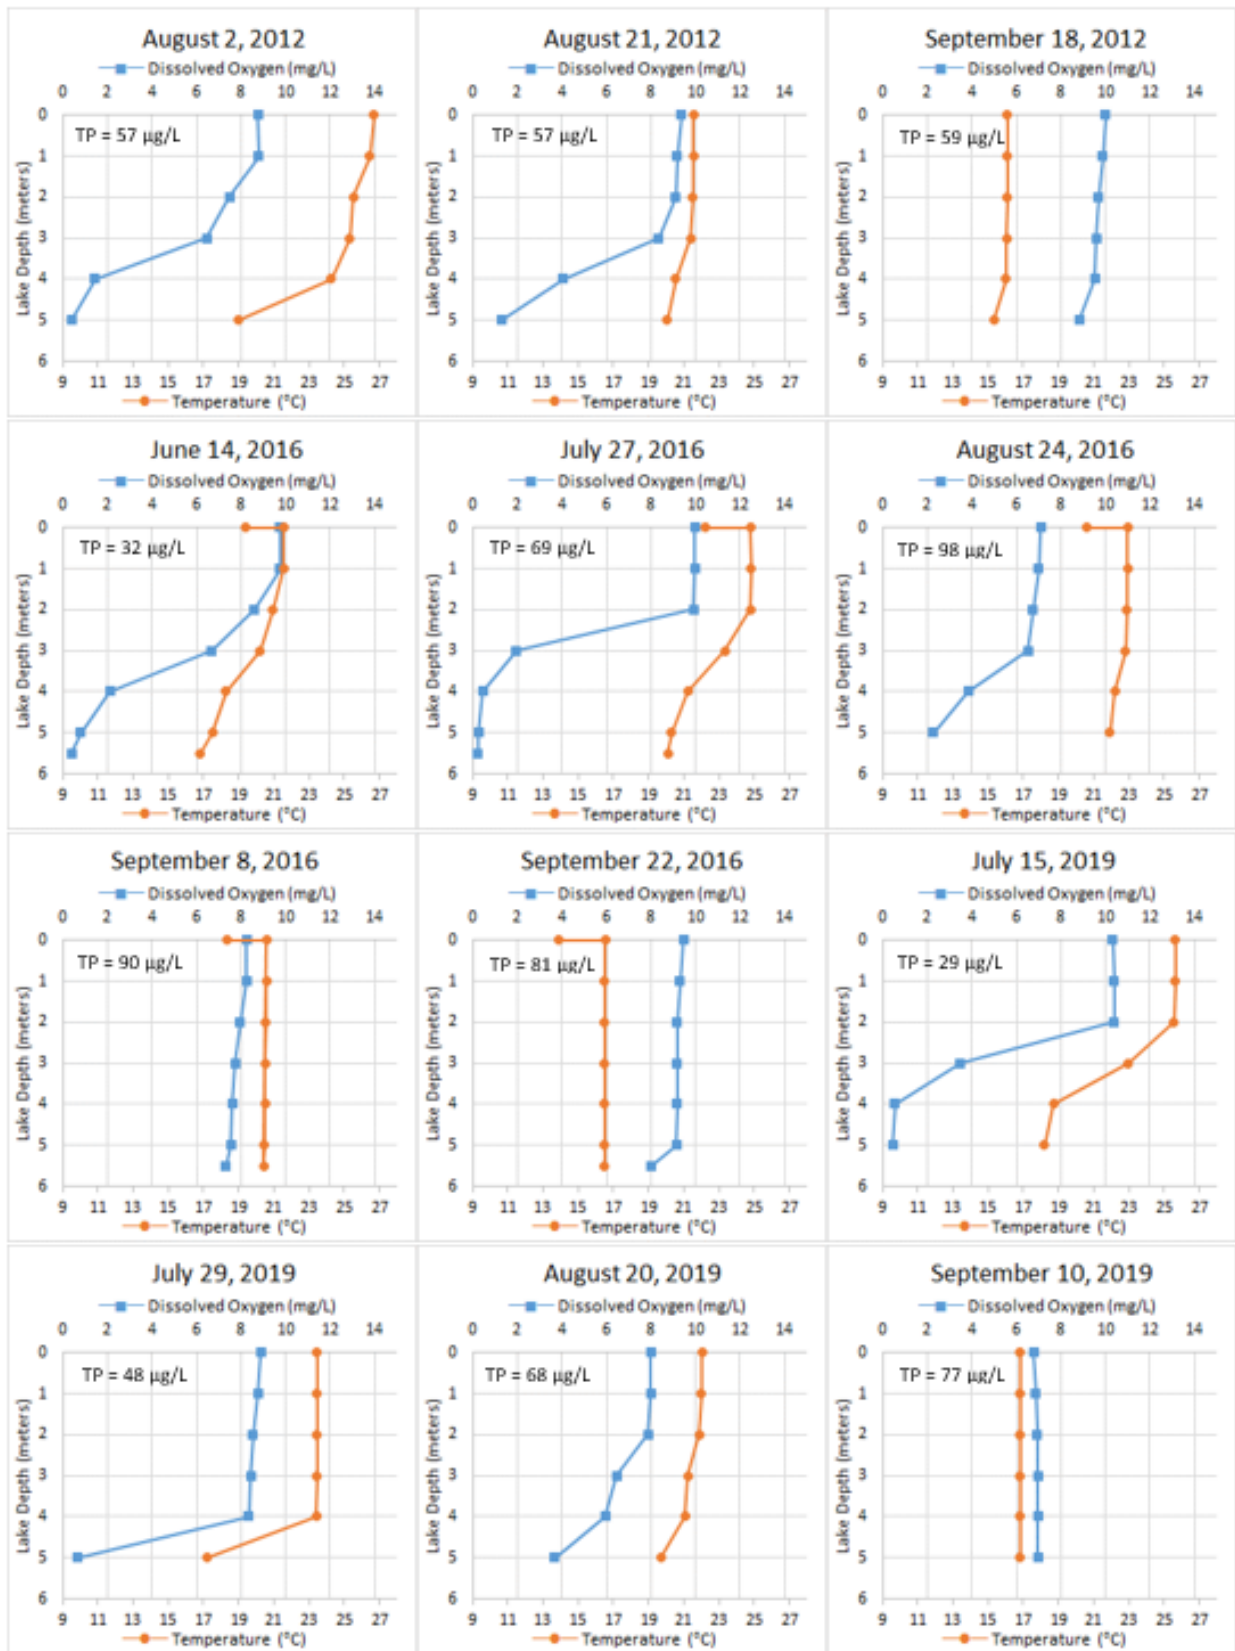 August 2, 2012
Dissolved Oxygen (mg/L)
0 2 4 6 8 10 12 14
TP = 57 µg/L
Lake Depth (meters)
0
1
2
3
4
5
6
9 11 13 15 17 19 21 23 25 27
Temperature (°C)
August 21, 2012
Dissolved Oxygen (mg/L)
0 2 4 6 8 10 12 14
TP = 57 µg/L
Lake Depth (meters)
0
1
2
3
4
5
6
9 11 13 15 17 19 21 23 25 27
Temperature (°C)
September 18, 2012
Dissolved Oxygen (mg/L)
0 2 4 6 8 10 12 14
TP = 59 µg/L
Lake Depth (meters)
0
1
2
3
4
5
6
9 11 13 15 17 19 21 23 25 27
Temperature (°C)
June 14, 2016
Dissolved Oxygen (mg/L)
0 2 4 6 8 10 12 14
TP = 32 µg/L
Lake Depth (meters)
0
1
2
3
4
5
6
9 11 13 15 17 19 21 23 25 27
Temperature (°C)
July 27, 2016
Dissolved Oxygen (mg/L)
0 2 4 6 8 10 12 14
TP = 69 µg/L
Lake Depth (meters)
0
1
2
3
4
5
6
9 11 13 15 17 19 21 23 25 27
Temperature (°C)
August 24, 2016
Dissolved Oxygen (mg/L)
0 2 4 6 8 10 12 14
TP = 98 µg/L
Lake Depth (meters)
0
1
2
3
4
5
6
9 11 13 15 17 19 21 23 25 27
Temperature (°C)
September 8, 2016
Dissolved Oxygen (mg/L)
0 2 4 6 8 10 12 14
TP = 90 µg/L
Lake Depth (meters)
0
1
2
3
4
5
6
9 11 13 15 17 19 21 23 25 27
Temperature (°C)
September 22, 2016
Dissolved Oxygen (mg/L)
0 2 4 6 8 10 12 14
TP = 81 µg/L
Lake Depth (meters)
0
1
2
3
4
5
6
9 11 13 15 17 19 21 23 25 27
Temperature (°C)
July 15, 2019
Dissolved Oxygen (mg/L)
0 2 4 6 8 10 12 14
TP = 29 µg/L
Lake Depth (meters)
0
1
2
3
4
5
6
9 11 13 15 17 19 21 23 25 27
Temperature (°C)
July 29, 2019
Dissolved Oxygen (mg/L)
0 2 4 6 8 10 12 14
TP = 48 µg/L
Lake Depth (meters)
0
1
2
3
4
5
6
9 11 13 15 17 19 21 23 25 27
Temperature (°C)
August 20, 2019
Dissolved Oxygen (mg/L)
0 2 4 6 8 10 12 14
TP = 68 µg/L
Lake Depth (meters)
0
1
2
3
4
5
6
9 11 13 15 17 19 21 23 25 27
Temperature (°C)
September 10, 2019
Dissolved Oxygen (mg/L)
0 2 4 6 8 10 12 14
TP = 77 µg/L
Lake Depth (meters)
0
1
2
3
4
5
6
9 11 13 15 17 19 21 23 25 27
Temperature (°C)